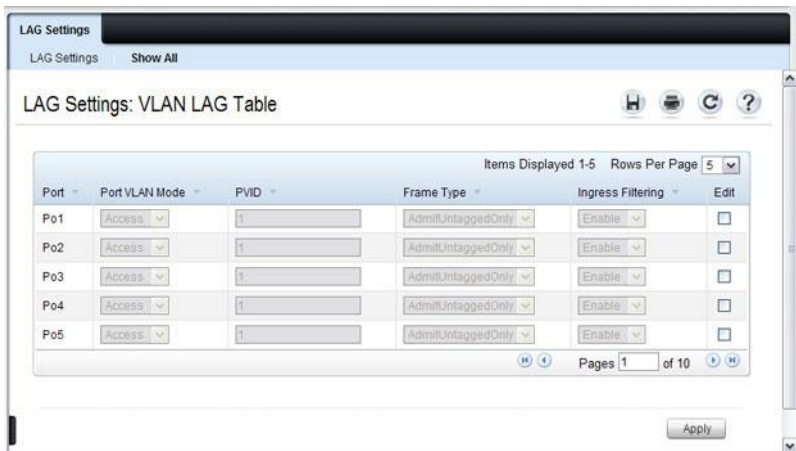 LAG Settings
LAG Settings Show All
LAG Settings: VLAN LAG Table
Items Displayed 1-5 Rows Per Page 5
Port Port VLAN Mode PVID Frame Type Ingress Filtering Edit
Po1 Access 1 AdmitUntaggedOnly Enable
Po2 Access 1 AdmitUntaggedOnly Enable
Po3 Access 1 AdmitUntaggedOnly Enable
Po4 Access 1 AdmitUntaggedOnly Enable
Po5 Access 1 AdmitUntaggedOnly Enable
Pages 1 of 10
Apply